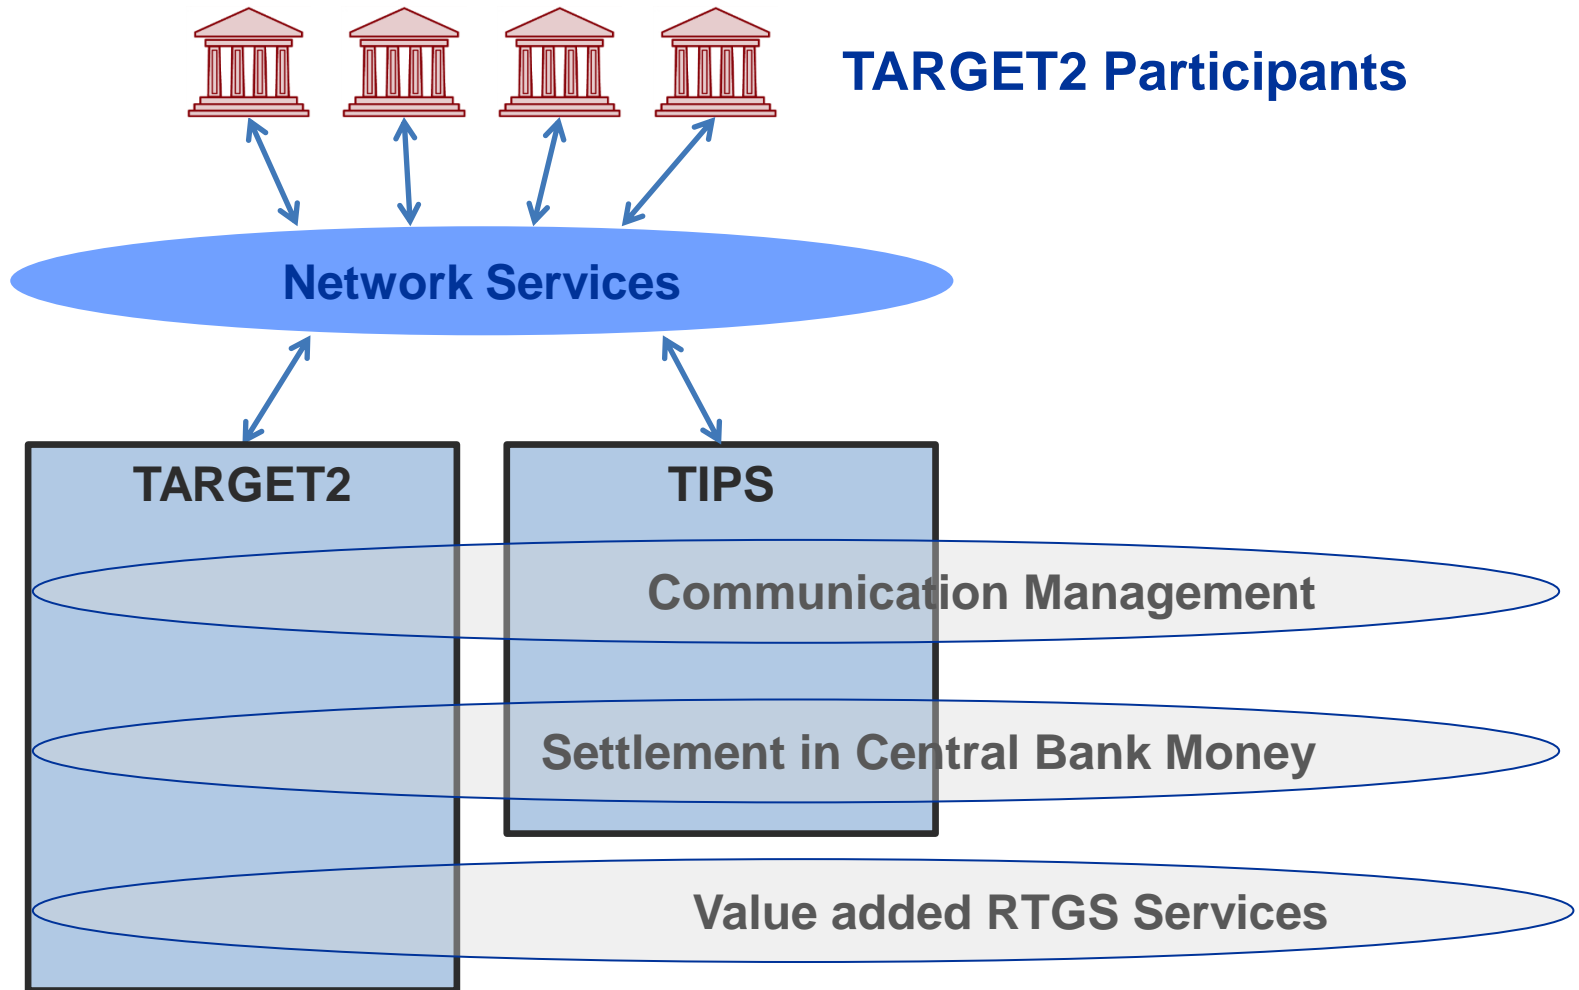 TARGET2 Participants
Network Services
TARGET2
TIPS
Communication Management
Settlement in Central Bank Money
Value added RTGS Services